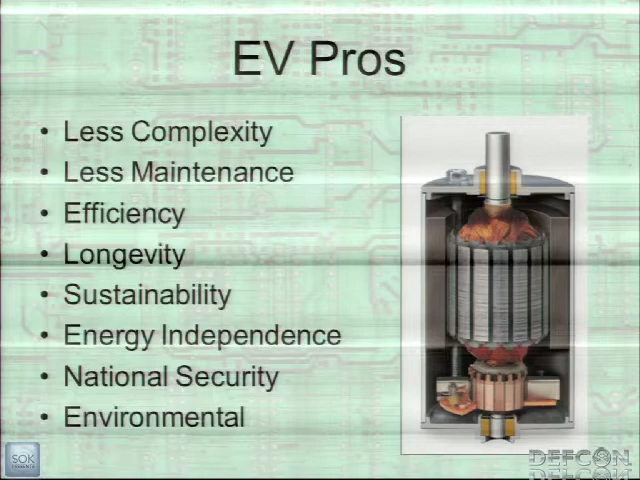 EV Pros
• Less Complexity
• Less Maintenance
• Efficiency
• Longevity
• Sustainability
• Energy Independence
• National Security
• Environmental
SOK
DEFCON